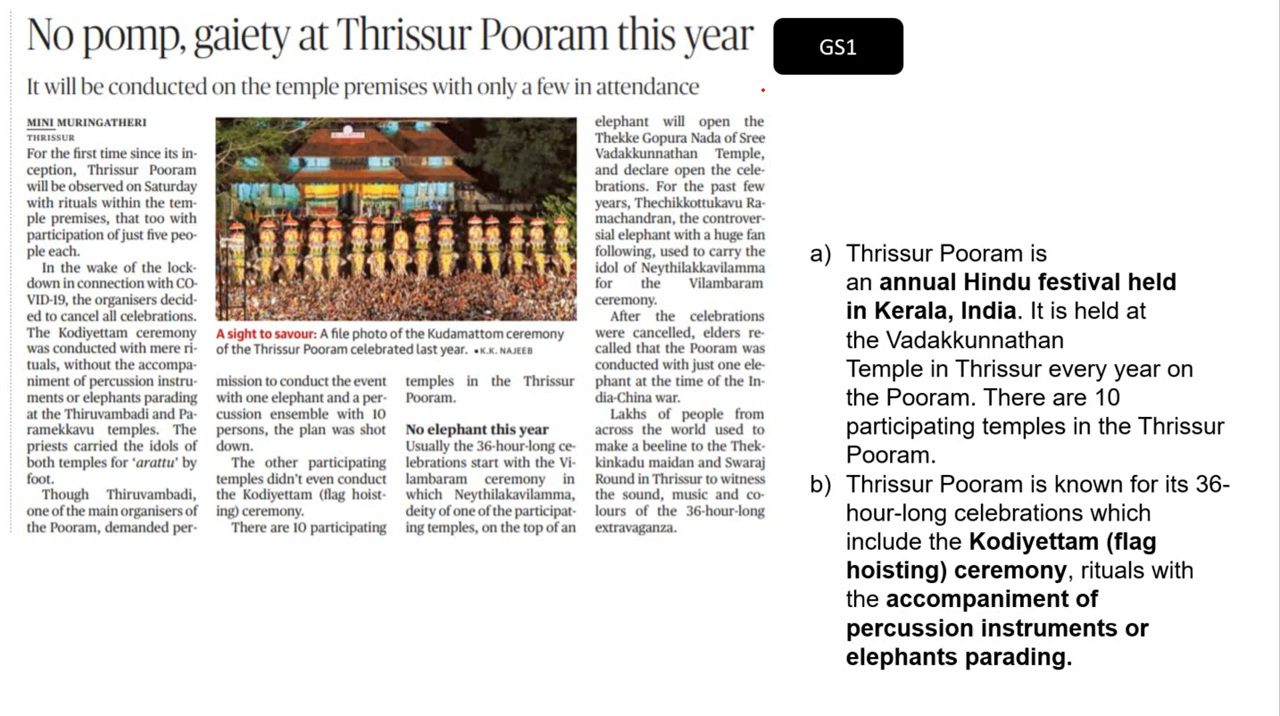 No pomp, gaiety at Thrissur Pooram this year
It will be conducted on the temple premises with only a few in attendance
MINI MURINGATHERI
THRISSUR
For the first time since its in-
ception, Thrissur Pooram
will be observed on Saturday
with rituals within the tem-
ple premises, that too with
participation of just five peo-
ple each.
In the wake of the lock-
down in connection with CO-
VID-19, the organisers decid-
ed to cancel all celebrations.
The Kodiyettam ceremony
was conducted with mere ri-
tuals, without the accompa-
niment of percussion instru-
ments or elephants parading
at the Thiruvambadi and Pa-
ramekkavu temples. The
priests carried the idols of
both temples for 'arattu' by
foot.
Though Thiruvambadi,
one of the main organisers of
the Pooram, demanded per-
A sight to savour: A file photo of the Kudamattom ceremony
of the Thrissur Pooram celebrated last year. •K.K. NAJEEB
mission to conduct the event
with one elephant and a per-
cussion ensemble with 10
persons, the plan was shot
down.
The other participating
temples didn't even conduct
the Kodiyettam (flag hoist-
ing) ceremony.
There are 10 participating
temples in the Thrissur
Pooram.
No elephant this year
Usually the 36-hour-long ce-
lebrations start with the Vi-
lambaram ceremony in
which Neythilakavilamma,
deity of one of the participat-
ing temples, on the top of an
elephant will open the
Thekke Gopura Nada of Sree
Vadakkunnathan Temple,
and declare open the cele-
brations. For the past few
years, Thechikkottukavu Ra-
machandran, the controver-
sial elephant with a huge fan
following, used to carry the
idol of Neythilakkavilamma
for the Vilambaram
ceremony.
After the celebrations
were cancelled, elders re-
called that the Pooram was
conducted with just one ele-
phant at the time of the In-
dia-China war.
Lakhs of people from
across the world used to
make a beeline to the Thek-
kinkadu maidan and Swaraj
Round in Thrissur to witness
the sound, music and co-
lours of the 36-hour-long
extravaganza.
GS1
a) Thrissur Pooram is
an annual Hindu festival held
in Kerala, India. It is held at
the Vadakkunnathan
Temple in Thrissur every year on
the Pooram. There are 10
participating temples in the Thrissur
Pooram.
b) Thrissur Pooram is known for its 36-
hour-long celebrations which
include the Kodiyettam (flag
hoisting) ceremony, rituals with
the accompaniment of
percussion instruments or
elephants parading.